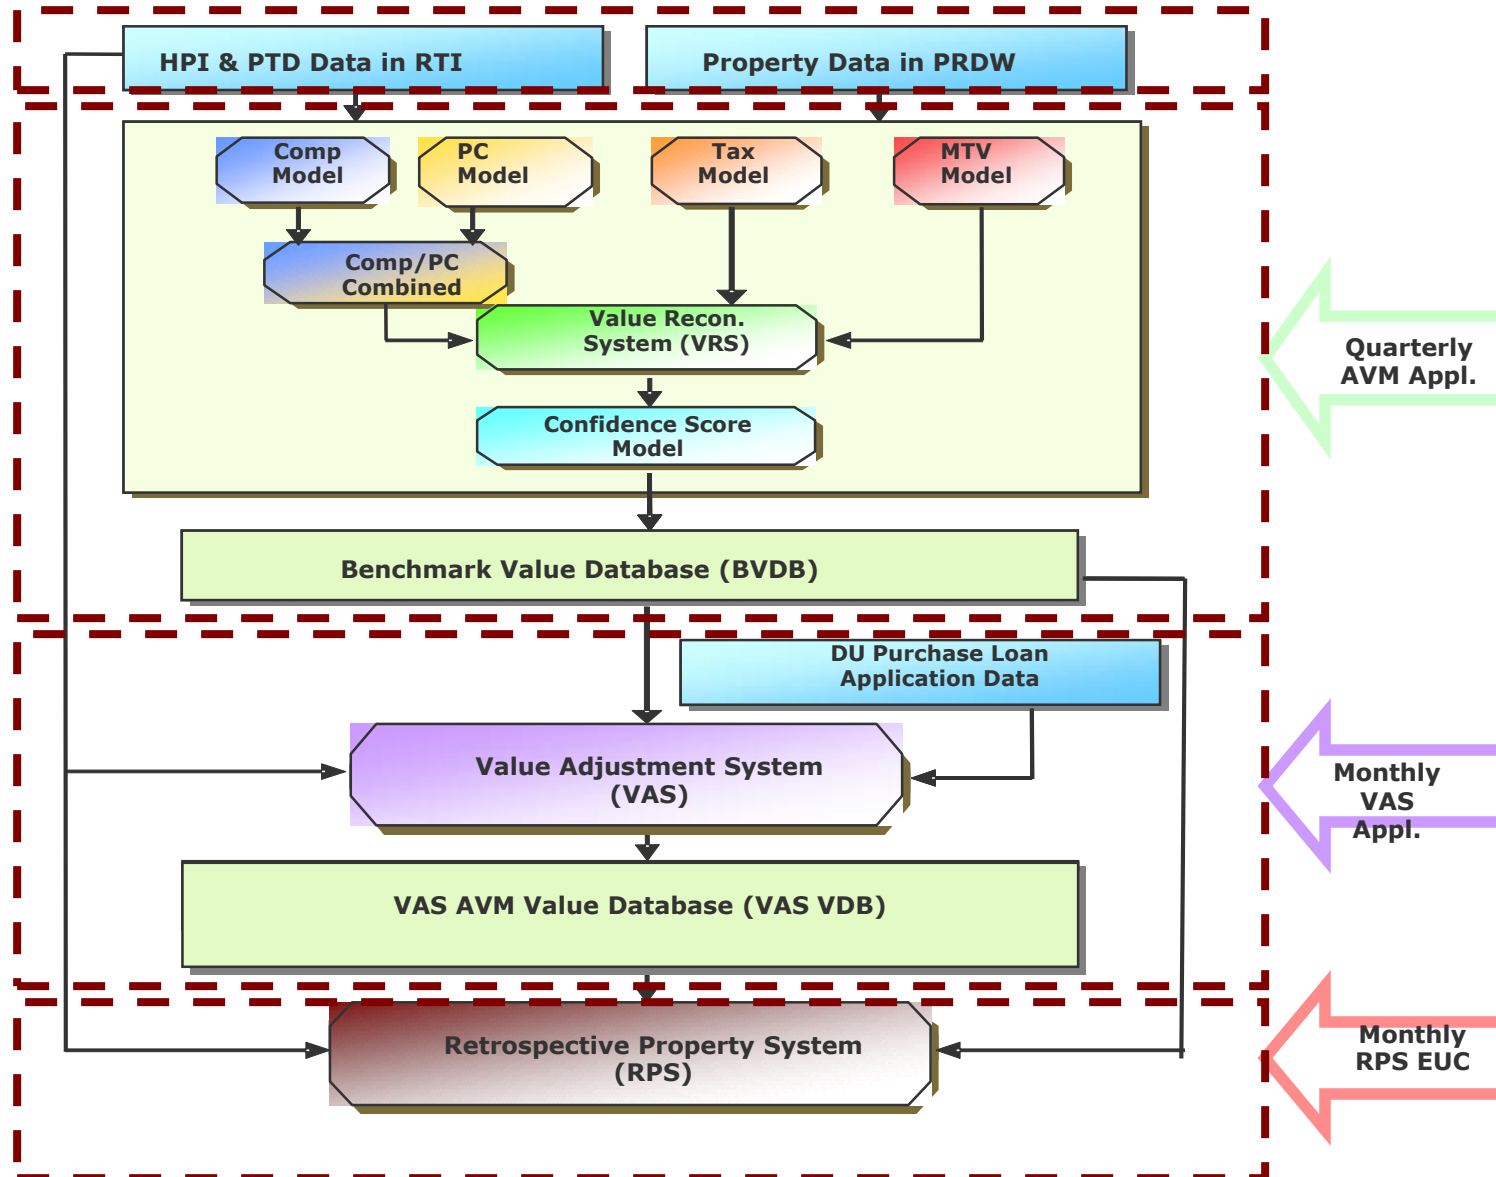 HPI & PTD Data in RTI
Property Data in PRDW
Comp
Model
PC
Model
Tax
Model
MTV
Model
Comp/PC
Combined
Value Recon.
System (VRS)
Quarterly
AVM Appl.
Confidence Score
Model
Benchmark Value Database (BVDB)
DU Purchase Loan
Application Data
Value Adjustment System
(VAS)
Monthly
VAS
Appl.
VAS AVM Value Database (VAS VDB)
Retrospective Property System
(RPS)
Monthly
RPS EUC